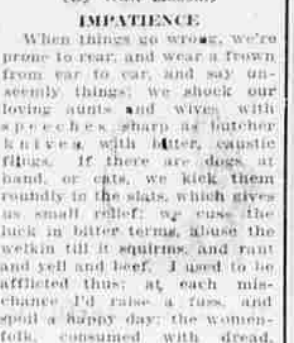 IMPATIENCE
When things go wrong, we're
prone to rear, and wear a frown
from ear to ear, and say un-
seemly things; we shock our
loving aunts and wives with
speeches sharp as butcher
knives, with bitter, caustic
flings. If there are dogs at
hand, or cats, we kick them
roundly in the slats, which gives
us small relief; we cuss the
luck in bitter terms, abuse the
welkin till it squirms, and rant
and yell and beef. I used to be
afflicted thus; at each mis-
chance I'd raise a fuss, and
spoil a happy day; the women-
folk, consumed with dread,